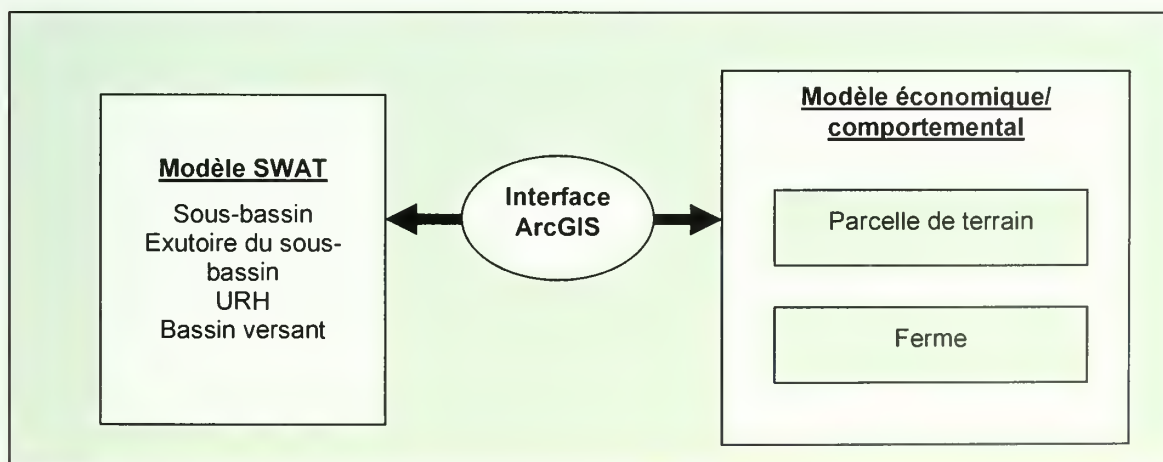 Modèle SWAT
Sous-bassin
Exutoire du sous-
bassin
URH
Bassin versant
Interface
ArcGIS
Modèle économique/
comportemental
Parcelle de terrain
Ferme